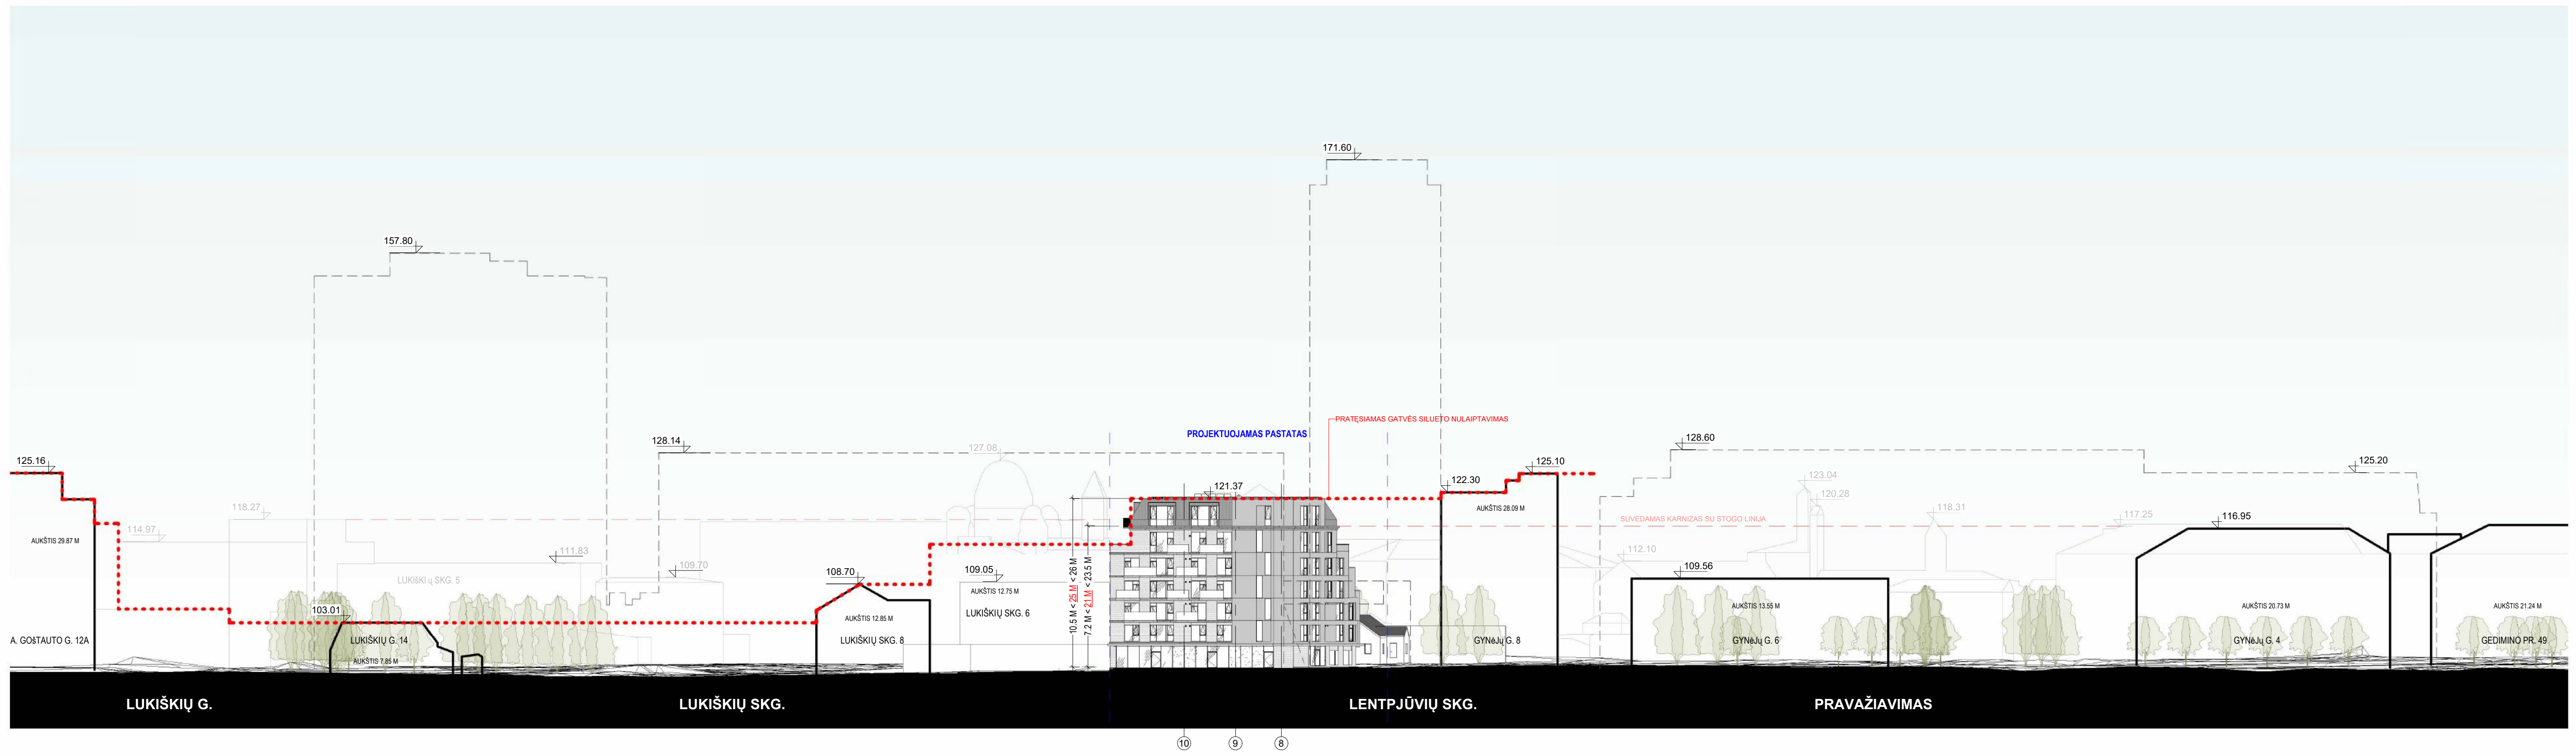 171.60
157.80
PRATĘSIAMAS GATVĖS SILUETO NULAIPTAVIMAS
PROJEKTUOJAMAS PASTATAS
128.14
127.08
128.60
125.16
125.10
125.20
122.30
121.37
123.04
120.28
118.27
118.31
117.25
116.95
114.97
AUKŠTIS 28.09 M
SUVEDAMAS KARNIZAS SU STOGO LINIJA
AUKŠTIS 29.87 M
111.83
112.10
109.70
109.05
109.56
108.70
LUKIŠKI ų SKG. 5
AUKŠTIS 12.75 M
10.5 M < 25 M < 26 M
7.2 M < 21 M < 23.5 M
103.01
LUKIŠKIŲ SKG. 6
AUKŠTIS 12.85 M
AUKŠTIS 13.55 M
AUKŠTIS 20.73 M
AUKŠTIS 21.24 M
A. GOšTAUTO G. 12A
LUKIŠKIŲ G. 14
LUKIŠKIŲ SKG. 8
GYNėJų G. 8
GYNėJų G. 6
GYNėJų G. 4
GEDIMINO PR. 49
AUKŠTIS 7.85 M
LUKIŠKIŲ G.
LUKIŠKIŲ SKG.
LENTPJŪVIŲ SKG.
PRAVAŽIAVIMAS
10
9
8